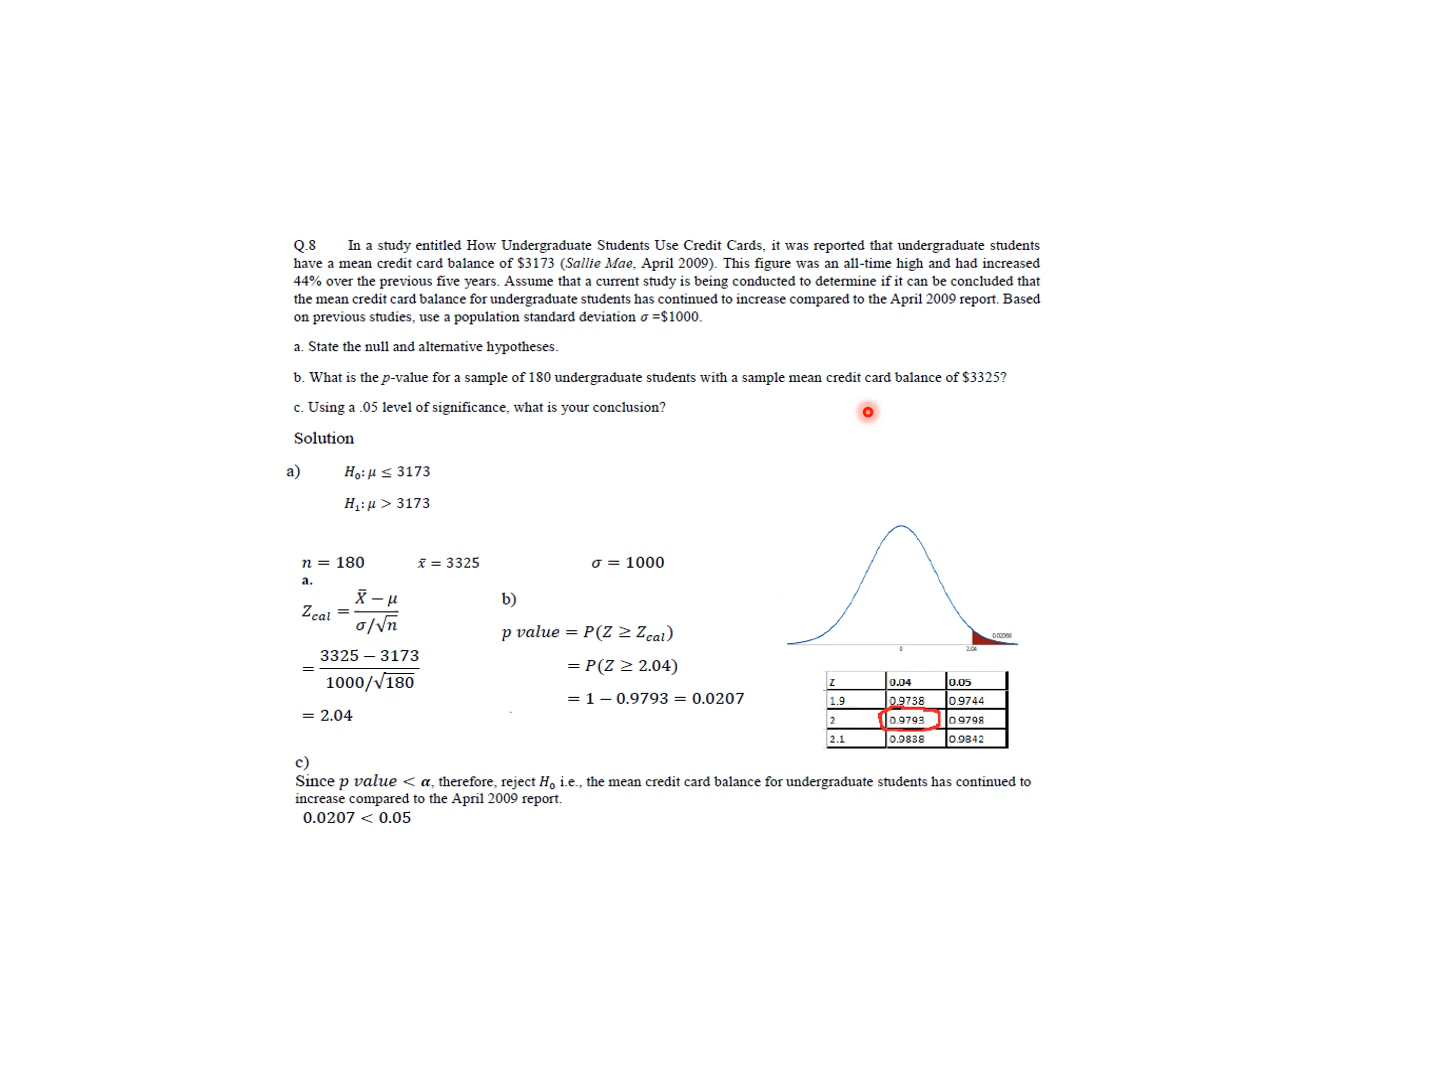 Q.8 In a study entitled How Undergraduate Students Use Credit Cards, it was reported that undergraduate students
have a mean credit card balance of $3173 (Sallie Mae, April 2009). This figure was an all-time high and had increased
44% over the previous five years. Assume that a current study is being conducted to determine if it can be concluded that
the mean credit card balance for undergraduate students has continued to increase compared to the April 2009 report. Based
on previous studies, use a population standard deviation σ =$1000.
a. State the null and alternative hypotheses.
b. What is the p-value for a sample of 180 undergraduate students with a sample mean credit card balance of $3325?
c. Using a .05 level of significance, what is your conclusion?
Solution
a) H₀: μ ≤ 3173
H₁: μ > 3173
n = 180 x̄ = 3325 σ = 1000
a.
Z_cal = (X̄ − μ)/(σ/√n)
= (3325 − 3173)/(1000/√180)
= 2.04
b)
p value = P(Z ≥ Z_cal)
= P(Z ≥ 2.04)
= 1 − 0.9793 = 0.0207
0.02068
0 2.04
Z 0.04 0.05
1.9 0.9738 0.9744
2 0.9793 0.9798
2.1 0.9838 0.9842
c)
Since p value < α, therefore, reject H₀ i.e., the mean credit card balance for undergraduate students has continued to
increase compared to the April 2009 report.
0.0207 < 0.05